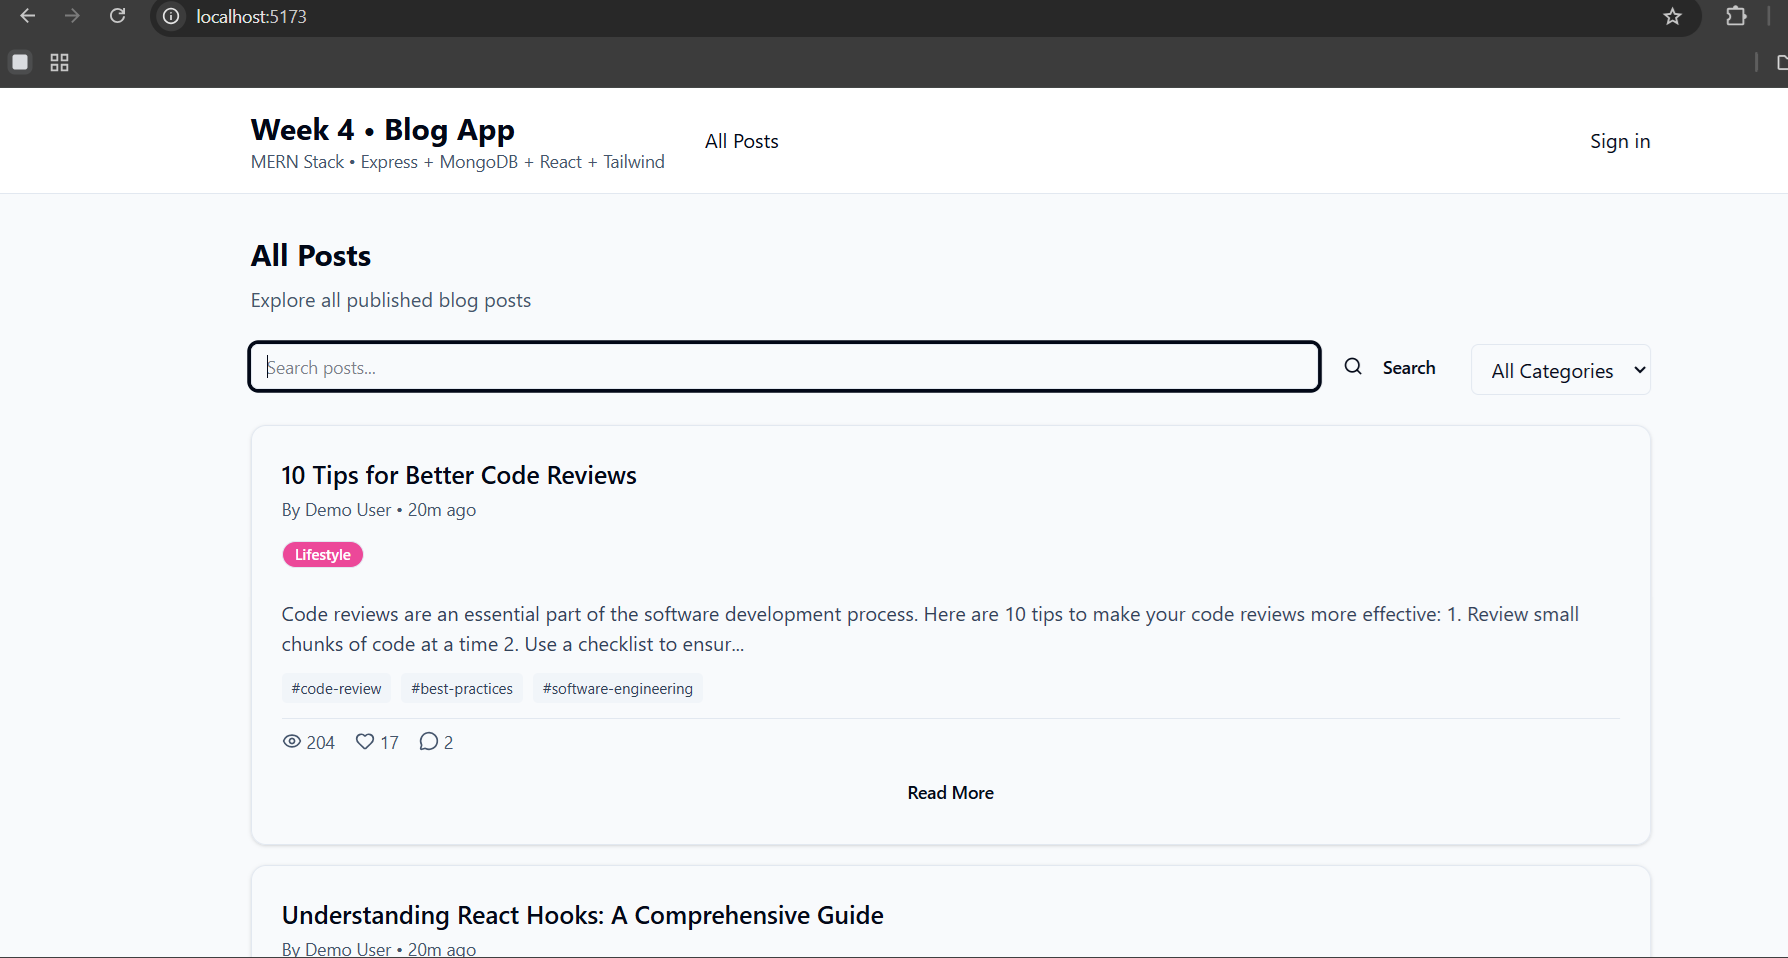 localhost:5173
Week 4 • Blog App
MERN Stack • Express + MongoDB + React + Tailwind
All Posts
Sign in
All Posts
Explore all published blog posts
Search posts...
Search
All Categories
10 Tips for Better Code Reviews
By Demo User • 20m ago
Lifestyle
Code reviews are an essential part of the software development process. Here are 10 tips to make your code reviews more effective: 1. Review small
chunks of code at a time 2. Use a checklist to ensur...
#code-review #best-practices #software-engineering
204 17 2
Read More
Understanding React Hooks: A Comprehensive Guide
By Demo User • 20m ago